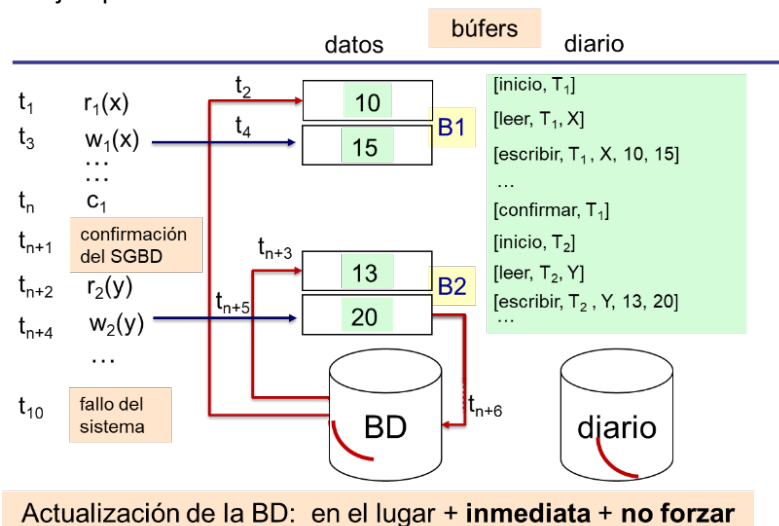 búfers
datos
diario
t2
t1 r1(x)
10
[inicio, T1]
B1
[leer, T1, X]
t3 w1(x)
t4
15
[escribir, T1, X, 10, 15]
…
…
…
tn c1
[confirmar, T1]
tn+1 confirmación
del SGBD
[inicio, T2]
tn+3
13
B2
[leer, T2, Y]
tn+2 r2(y)
[escribir, T2, Y, 13, 20]
tn+4 w2(y)
tn+5
20
…
…
t10 fallo del
sistema
BD
tn+6
diario
Actualización de la BD: en el lugar + inmediata + no forzar